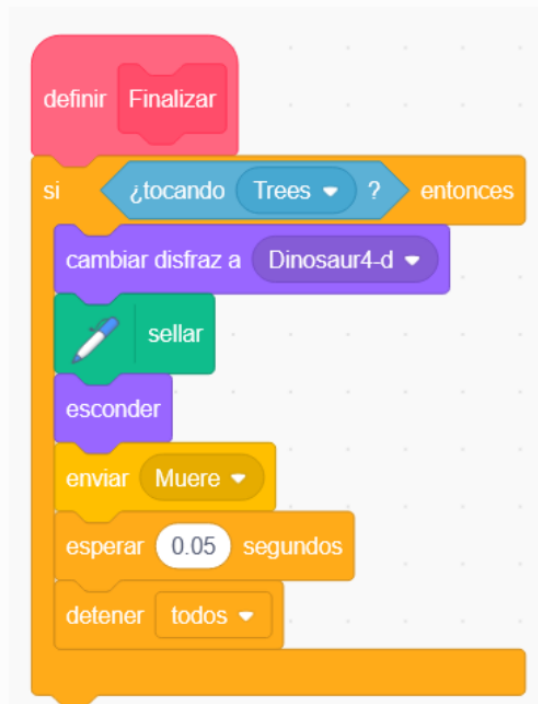 definir Finalizar
si ¿tocando Trees ? entonces
cambiar disfraz a Dinosaur4-d
sellar
esconder
enviar Muere
esperar 0.05 segundos
detener todos